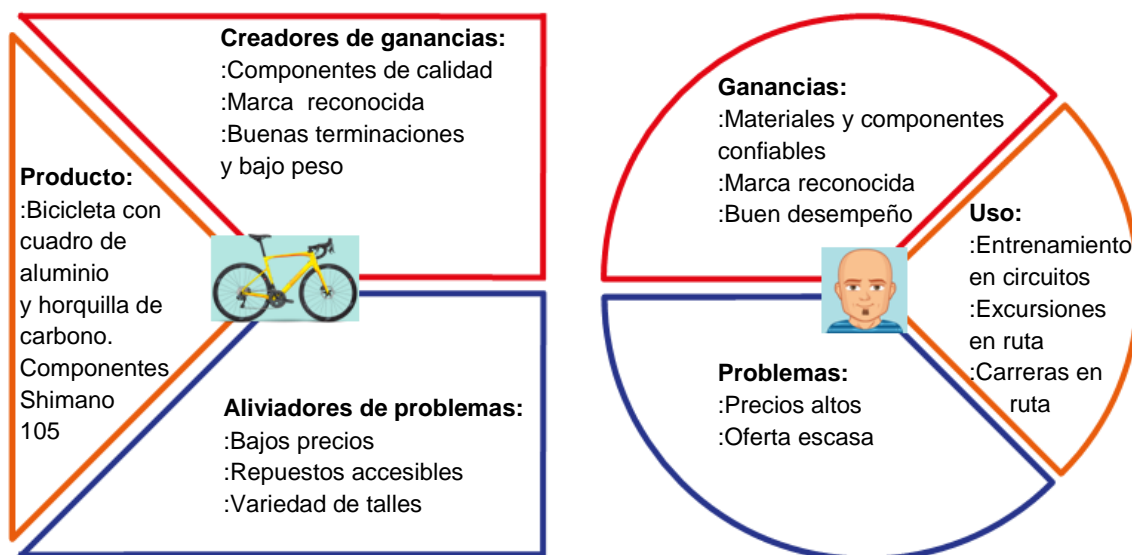 Creadores de ganancias:
:Componentes de calidad
:Marca reconocida
:Buenas terminaciones
y bajo peso
Producto:
:Bicicleta con
cuadro de
aluminio
y horquilla de
carbono.
Componentes
Shimano
105
Aliviadores de problemas:
:Bajos precios
:Repuestos accesibles
:Variedad de talles
Ganancias:
:Materiales y componentes
confiables
:Marca reconocida
:Buen desempeño
Uso:
:Entrenamiento
en circuitos
:Excursiones
en ruta
:Carreras en
ruta
Problemas:
:Precios altos
:Oferta escasa